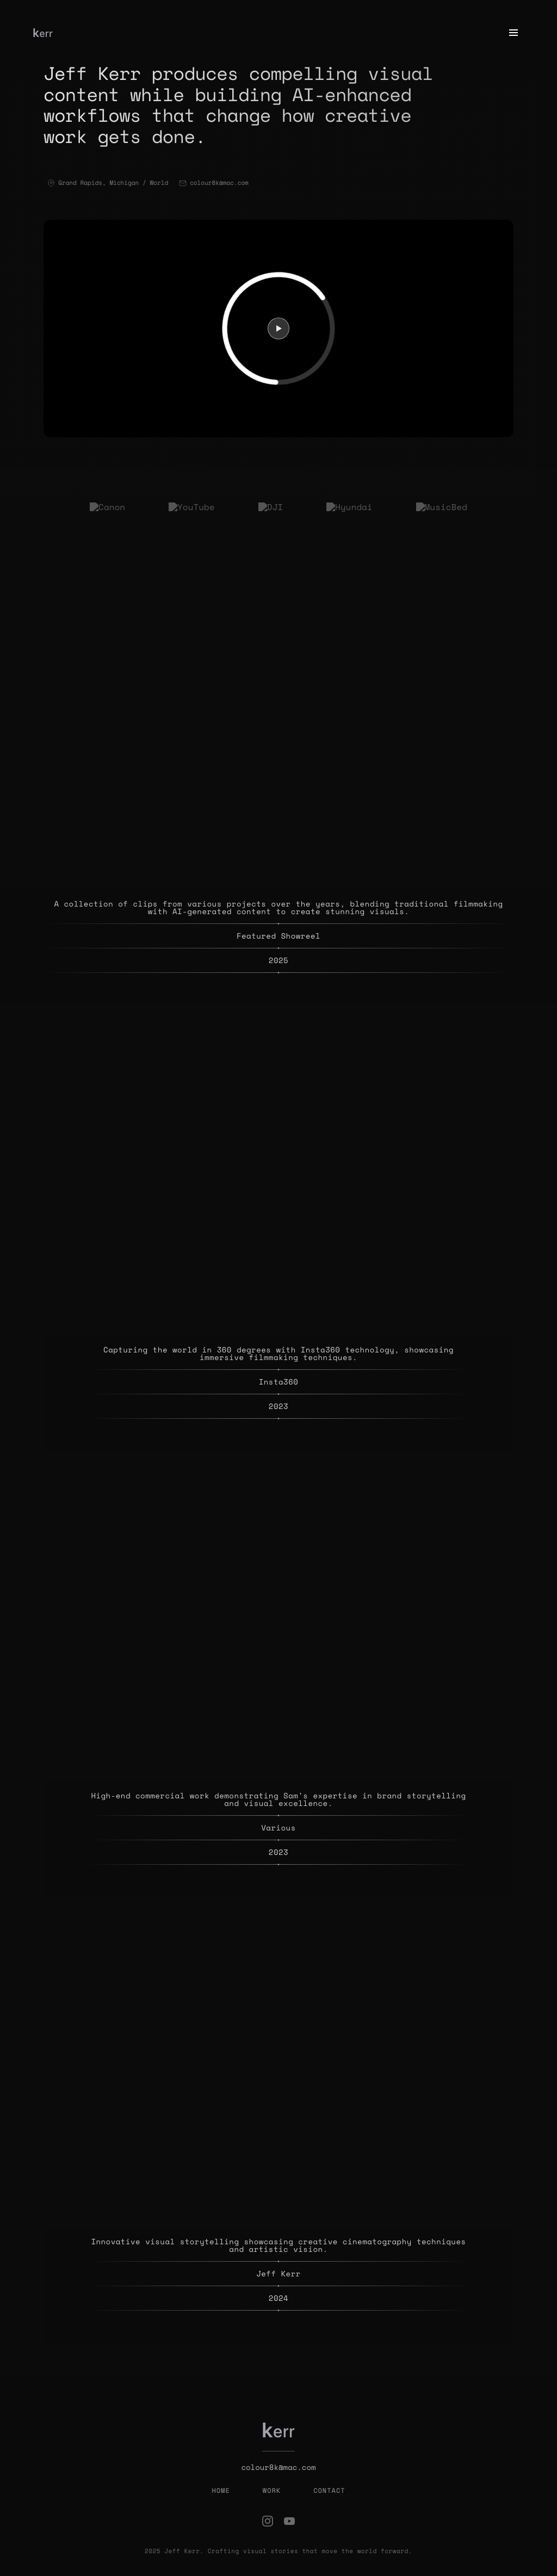 kerr
Jeff Kerr produces compelling visual
content while building AI-enhanced
workflows that change how creative
work gets done.
Grand Rapids, Michigan / World colour8k@mac.com
Canon YouTube DJI Hyundai MusicBed
A collection of clips from various projects over the years, blending traditional filmmaking
with AI-generated content to create stunning visuals.
Featured Showreel
2025
Capturing the world in 360 degrees with Insta360 technology, showcasing
immersive filmmaking techniques.
Insta360
2023
High-end commercial work demonstrating Sam's expertise in brand storytelling
and visual excellence.
Various
2023
Innovative visual storytelling showcasing creative cinematography techniques
and artistic vision.
Jeff Kerr
2024
kerr
colour8k@mac.com
HOME WORK CONTACT
2025 Jeff Kerr. Crafting visual stories that move the world forward.